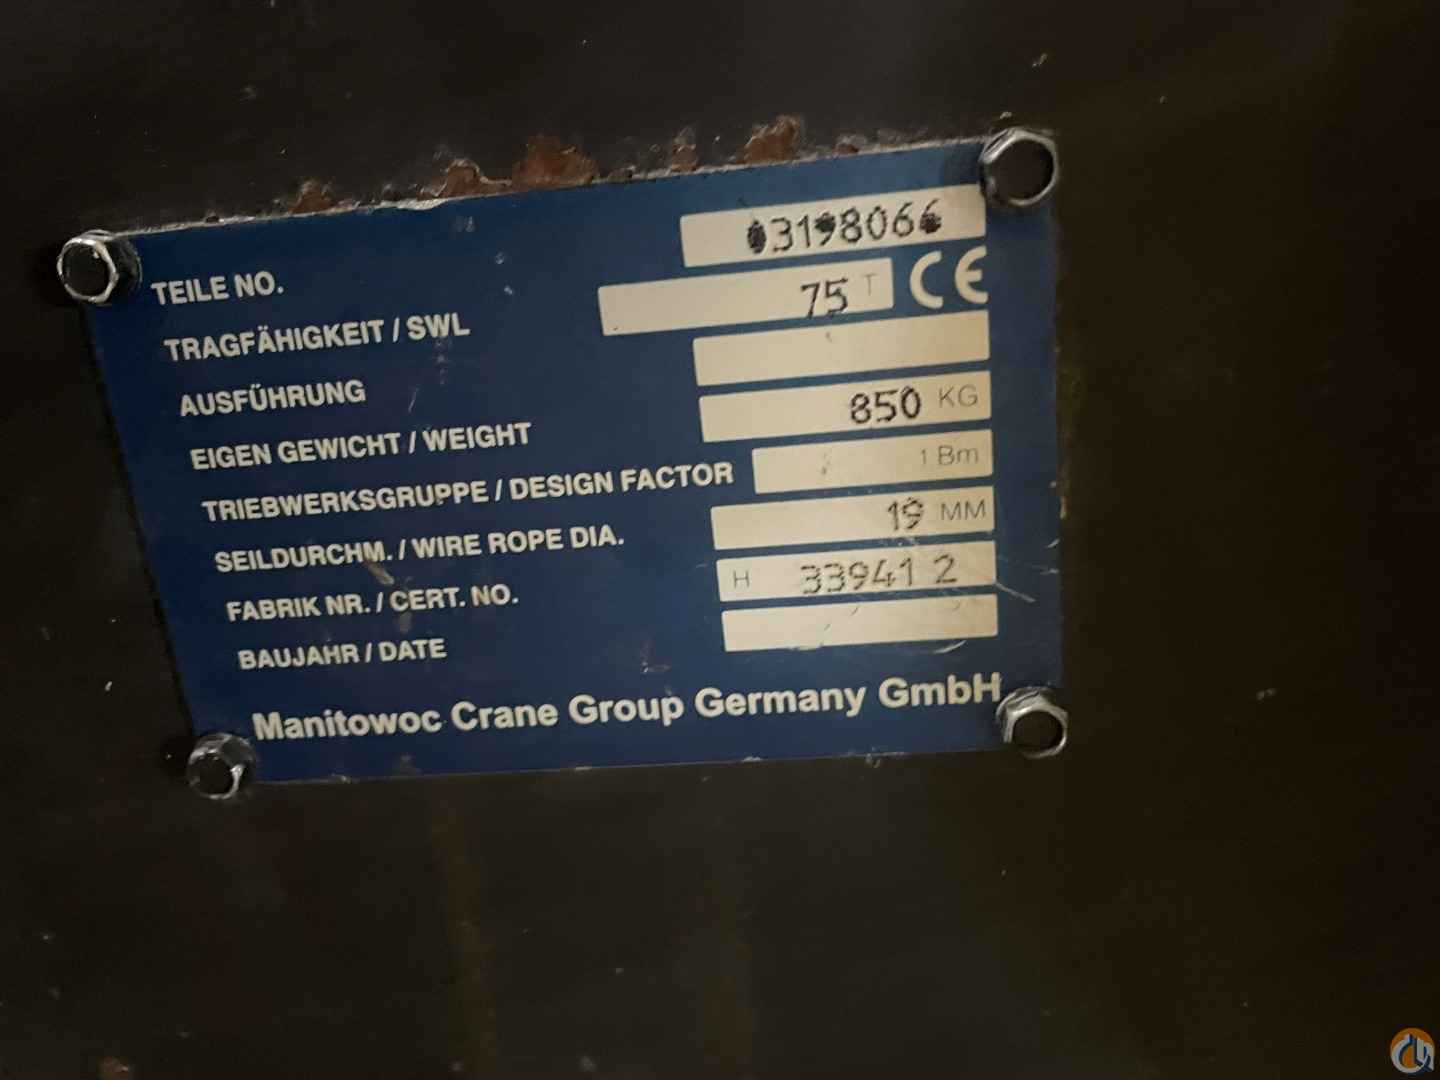 TEILE NO. 03198066
TRAGFÄHIGKEIT / SWL 75 T CE
AUSFÜHRUNG
EIGEN GEWICHT / WEIGHT 850 KG
TRIEBWERKSGRUPPE / DESIGN FACTOR 1 Bm
SEILDURCHM. / WIRE ROPE DIA. 19 MM
FABRIK NR. / CERT. NO. H 33941 2
BAUJAHR / DATE
Manitowoc Crane Group Germany GmbH